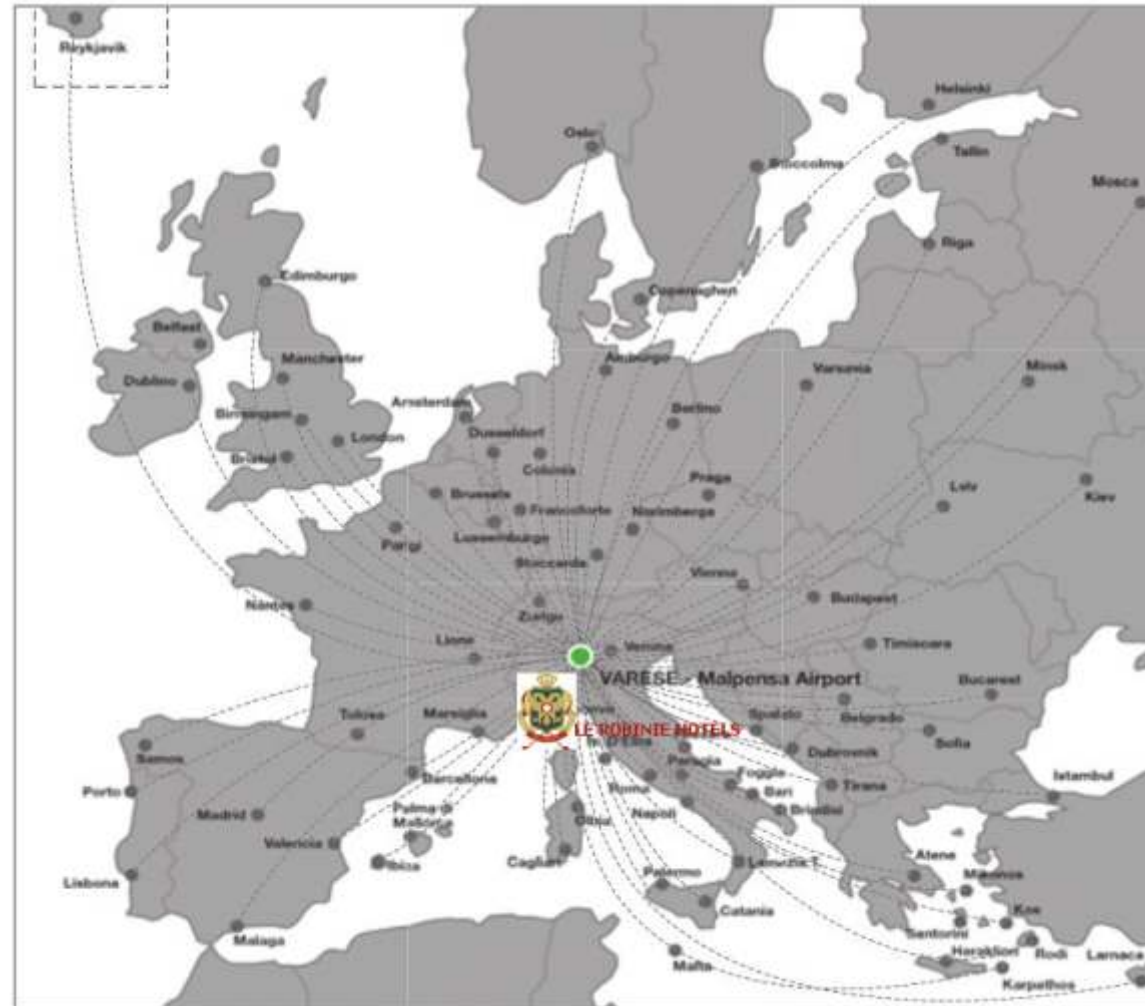 Reykjavik
Helsinki
Oslo
Tallin
Stoccolma
Mosca
Riga
Edimburgo
Copenaghen
Belfast
Manchester
Amburgo
Dublino
Varsavia
Minsk
Amsterdam
Berlino
London
Dusseldorf
Bristol
Colonia
Praga
Lviv
Kiev
Brussels
Francoforte
Norimberga
Lussemburgo
Parigi
Stoccarda
Vienna
Budapest
Nantes
Zurigo
Lione
Verona
Timisoara
VARESE - Malpensa Airport
Bucarest
Tolosa
Marsiglia
Spalato
Belgrado
LE ROBINIE HOTELS
Sofia
Dubrovnik
Barcellona
Perugia
Foggia
Tirana
Istambul
Porto
Roma
Bari
Madrid
Palma
Mallorca
Olbia
Napoli
Brindisi
Valencia
Ibiza
Cagliari
Lamezia T.
Atene
Lisbona
Palermo
Mikonos
Catania
Kos
Santorini
Malaga
Rodi
Larnaca
Malta
Heraklion
Karpathos